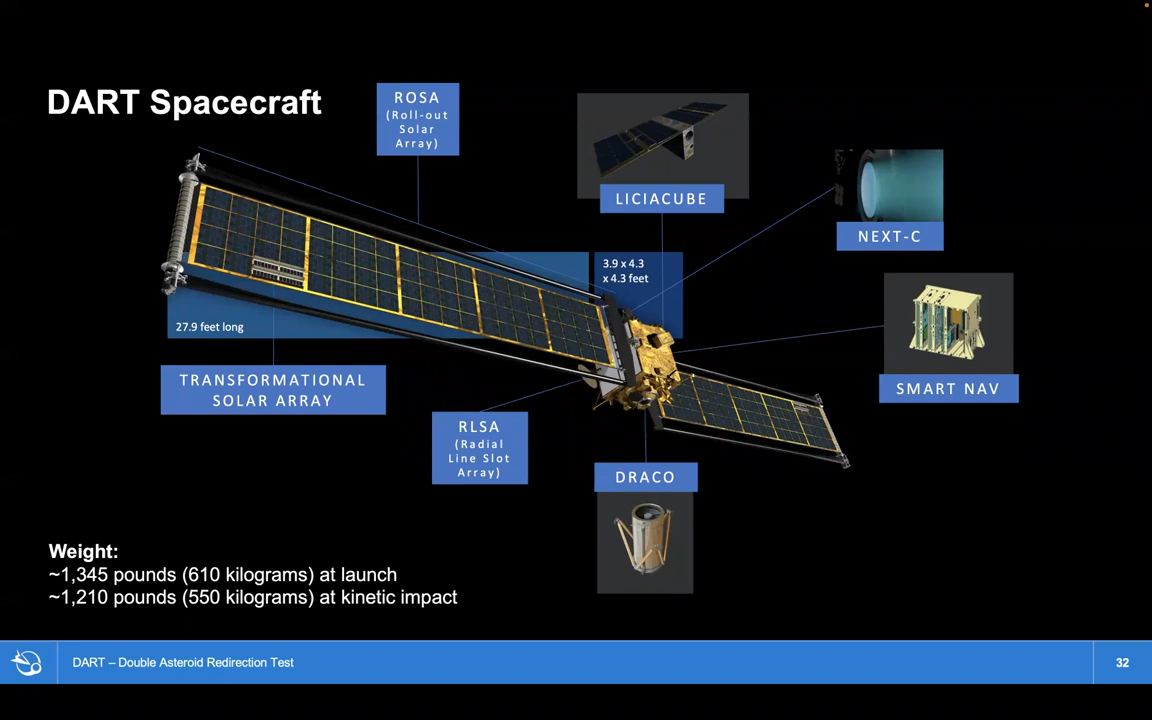 DART Spacecraft
ROSA
(Roll-out
Solar
Array)
LICIACUBE
NEXT-C
3.9 x 4.3
x 4.3 feet
27.9 feet long
TRANSFORMATIONAL
SOLAR ARRAY
SMART NAV
RLSA
(Radial
Line Slot
Array)
DRACO
Weight:
~1,345 pounds (610 kilograms) at launch
~1,210 pounds (550 kilograms) at kinetic impact
DART – Double Asteroid Redirection Test
32